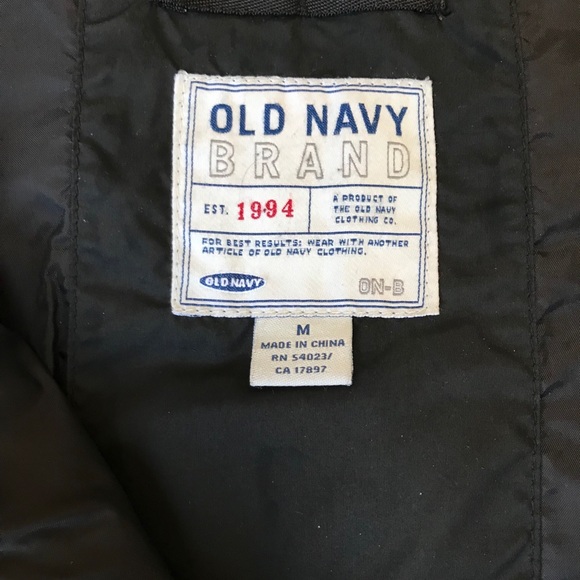 OLD NAVY
BRAND
EST. 1994
A PRODUCT OF
THE OLD NAVY
CLOTHING CO.
FOR BEST RESULTS: WEAR WITH ANOTHER
ARTICLE OF OLD NAVY CLOTHING.
OLD NAVY
ON-B
M
MADE IN CHINA
RN 54023/
CA 17897